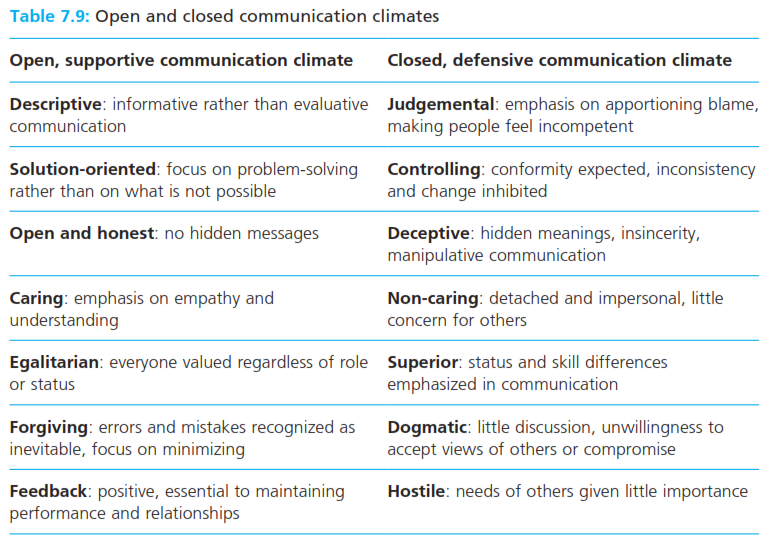 Table 7.9: Open and closed communication climates
Open, supportive communication climate
Closed, defensive communication climate
Descriptive: informative rather than evaluative
communication
Judgemental: emphasis on apportioning blame,
making people feel incompetent
Solution-oriented: focus on problem-solving
rather than on what is not possible
Controlling: conformity expected, inconsistency
and change inhibited
Open and honest: no hidden messages
Deceptive: hidden meanings, insincerity,
manipulative communication
Caring: emphasis on empathy and
understanding
Non-caring: detached and impersonal, little
concern for others
Egalitarian: everyone valued regardless of role
or status
Superior: status and skill differences
emphasized in communication
Forgiving: errors and mistakes recognized as
inevitable, focus on minimizing
Dogmatic: little discussion, unwillingness to
accept views of others or compromise
Feedback: positive, essential to maintaining
performance and relationships
Hostile: needs of others given little importance